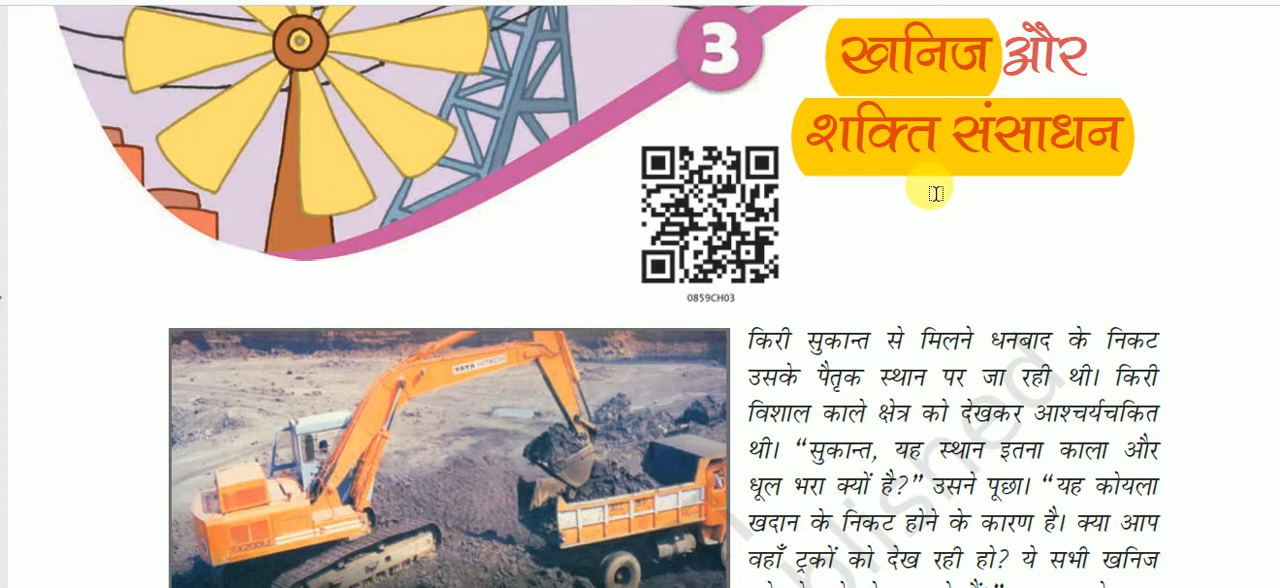 3
खनिज और
शक्ति संसाधन
0859CH03
TATA HITACHI
EX200LC
किरी सुकान्त से मिलने धनबाद के निकट
उसके पैतृक स्थान पर जा रही थी। किरी
विशाल काले क्षेत्र को देखकर आश्चर्यचकित
थी। “सुकान्त, यह स्थान इतना काला और
धूल भरा क्यों है?” उसने पूछा। “यह कोयला
खदान के निकट होने के कारण है। क्या आप
वहाँ ट्रकों को देख रही हो? ये सभी खनिज